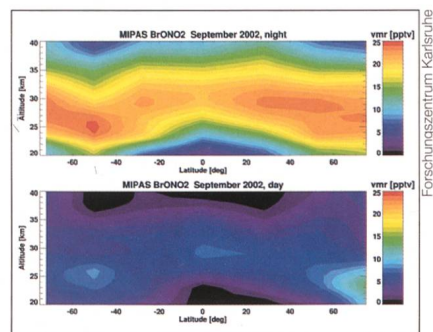 MIPAS BrONO2 September 2002, night
vmr [pptv]
40
35
30
25
20
Altitude [km]
-60 -40 -20 0 20 40 60
Latitude [deg]
25
20
15
10
5
0
MIPAS BrONO2 September 2002, day
vmr [pptv]
40
35
30
25
20
Altitude [km]
-60 -40 -20 0 20 40 60
Latitude [deg]
25
20
15
10
5
0
Forschungszentrum Karlsruhe